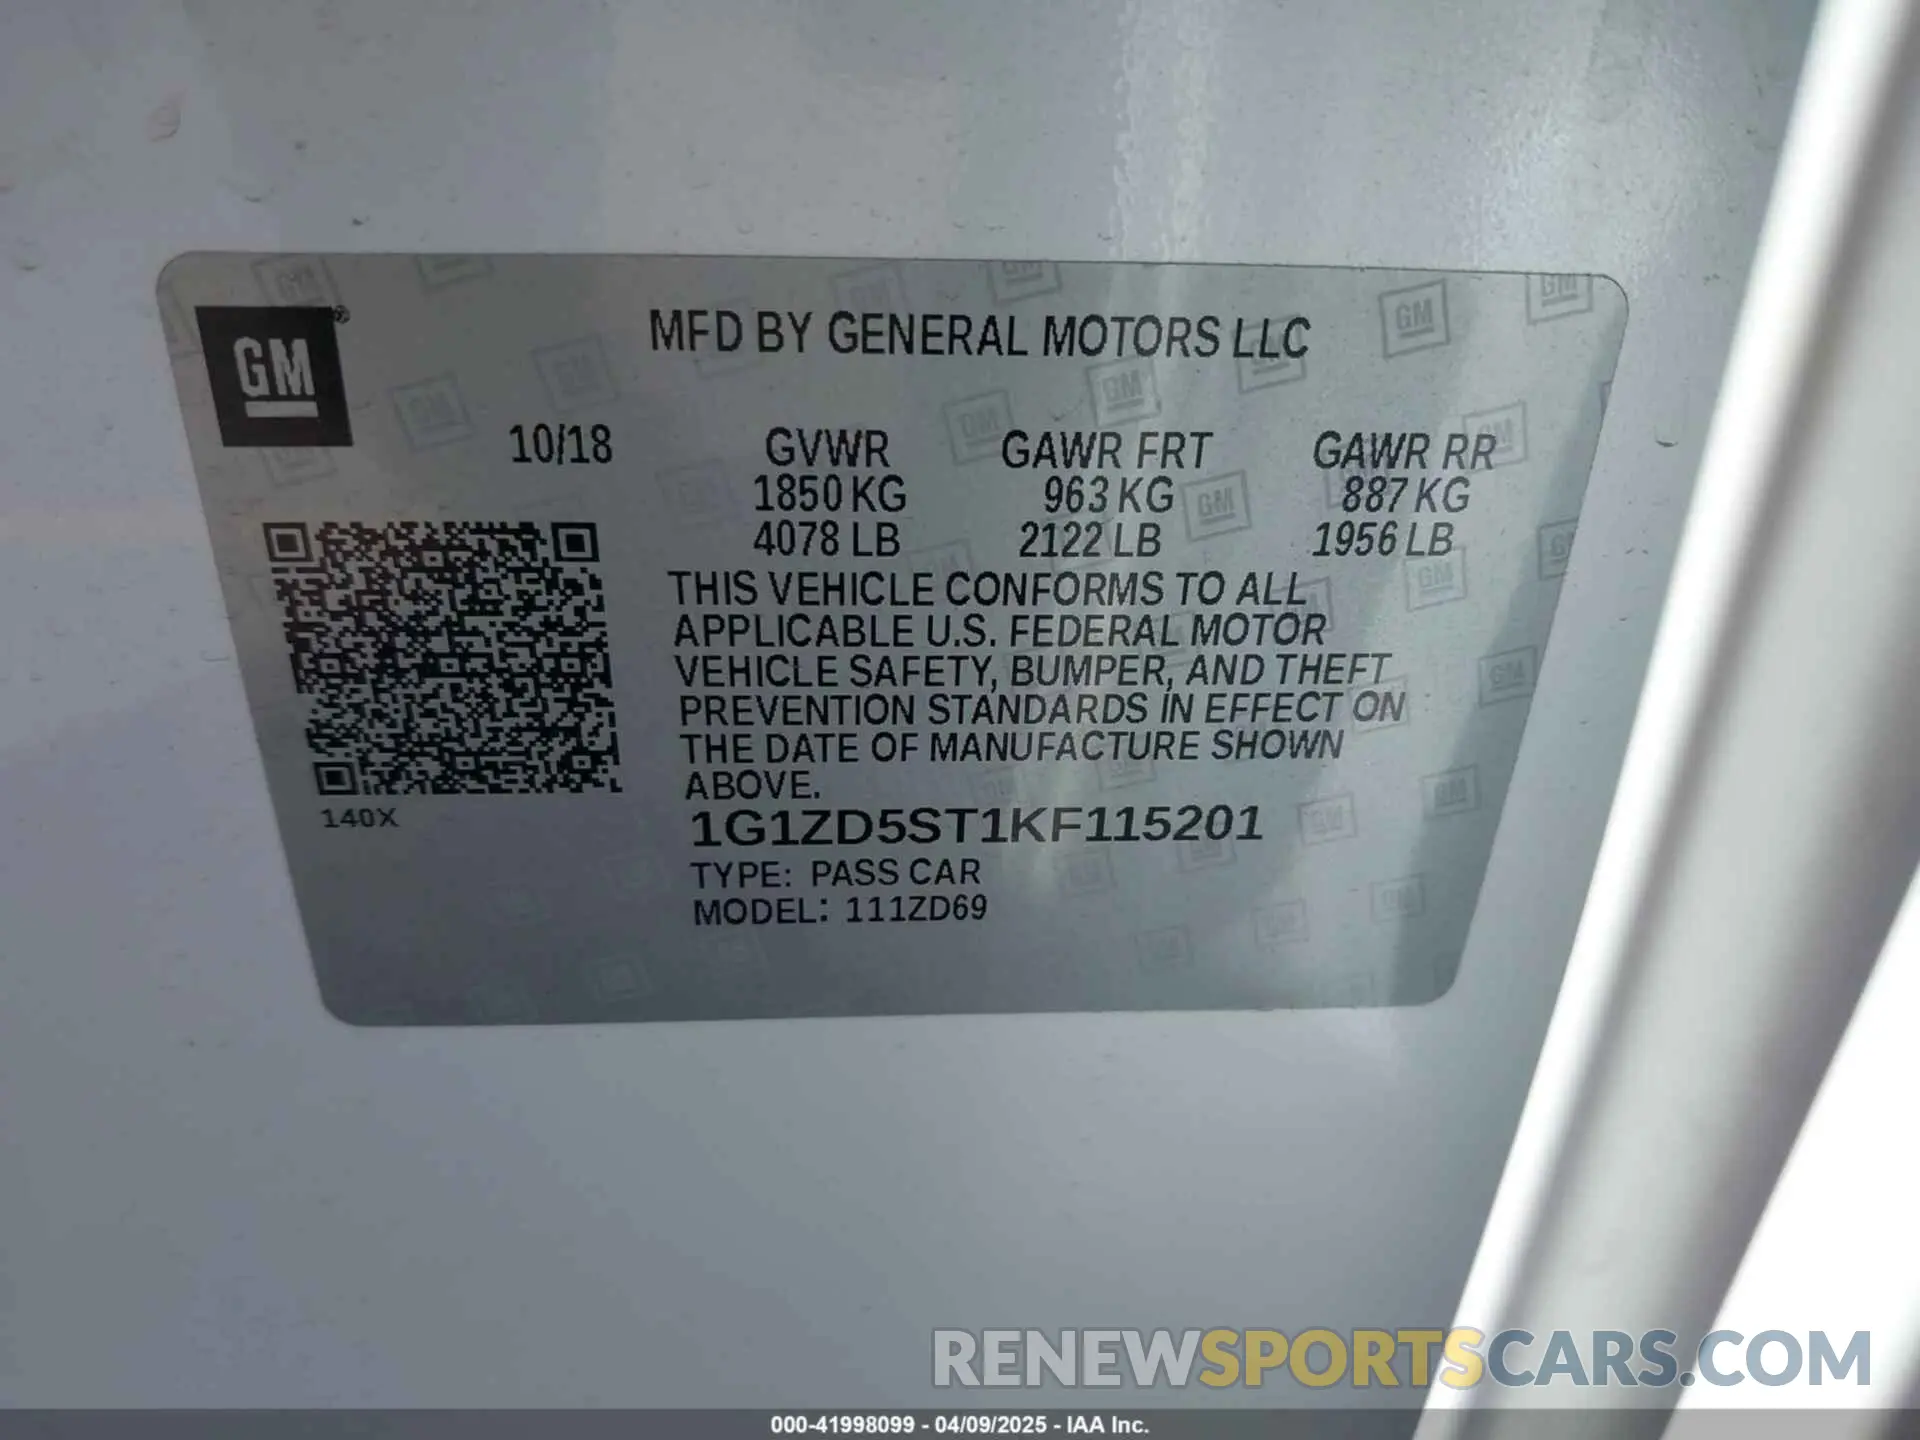 GM®
MFD BY GENERAL MOTORS LLC
10/18 GVWR GAWR FRT GAWR RR
1850 KG 963 KG 887 KG
4078 LB 2122 LB 1956 LB
THIS VEHICLE CONFORMS TO ALL
APPLICABLE U.S. FEDERAL MOTOR
VEHICLE SAFETY, BUMPER, AND THEFT
PREVENTION STANDARDS IN EFFECT ON
THE DATE OF MANUFACTURE SHOWN
ABOVE.
140X
1G1ZD5ST1KF115201
TYPE: PASS CAR
MODEL: 111ZD69
RENEWSPORTSCARS.COM
000-41998099 - 04/09/2025 - IAA Inc.